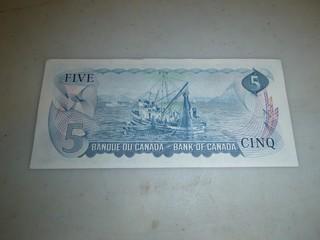 FIVE
5
5
CINQ
BANQUE DU CANADA – BANK OF CANADA